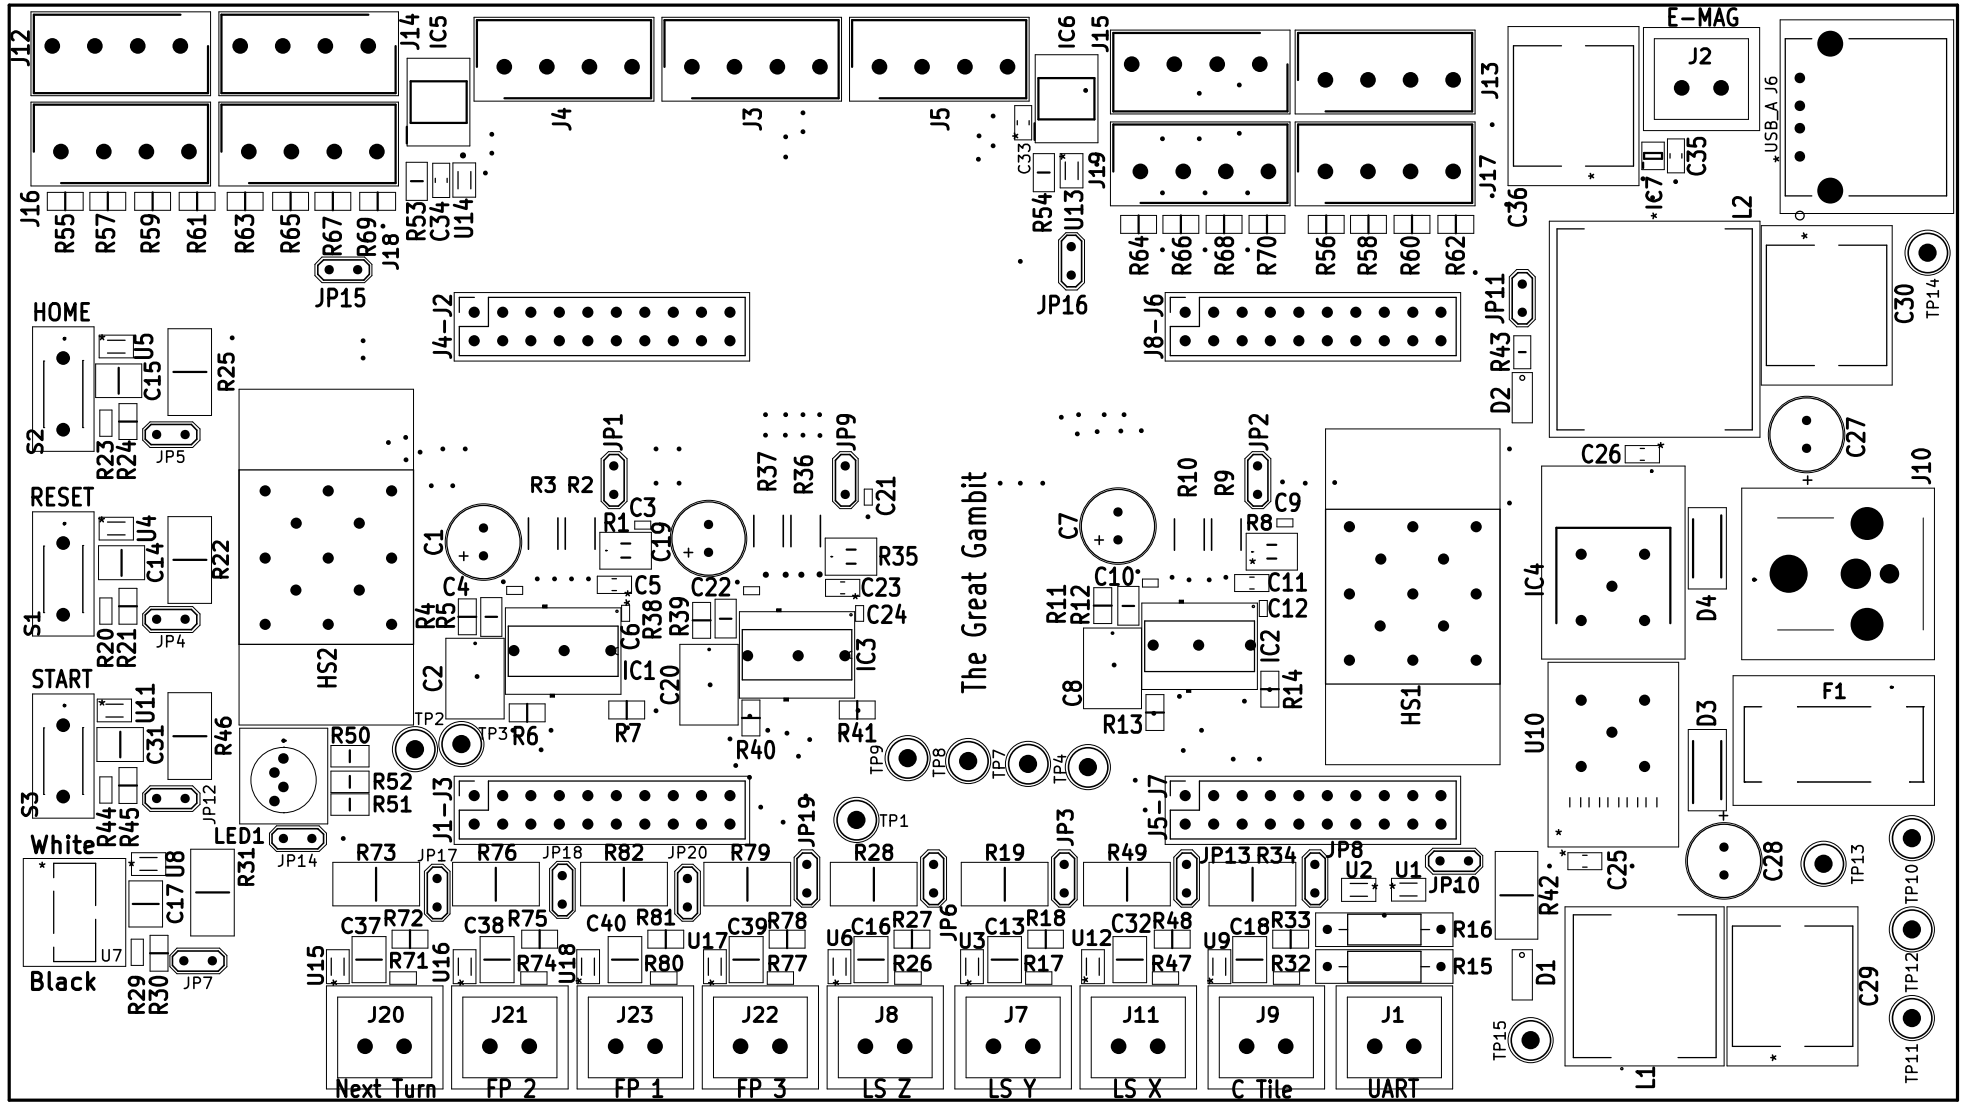 E-MAG
J12
J14
IC5
IC6
J15
J2
J13
USB_A J6
J4
J3
J5
C33
J19
J17
IC7
C35
C36
J16
R55
R57
R59
R61
R63
R65
R67
R69
J18
R53
C34
U14
R54
U13
R64
R66
R68
R70
R56
R58
R60
R62
L2
TP14
JP15
JP16
JP11
C30
HOME
J4-J2
J8-J6
U5
C15
R25
R43
D2
S2
R23
R24
JP5
JP1
JP9
JP2
C26
C27
J10
R3
R2
R37
R36
C21
R10
R9
RESET
U4
C14
R22
C1
R1
C3
C19
R35
The Great Gambit
C7
R8
C9
IC4
D4
S1
R20
R21
JP4
C4
R4
R5
C5
C6
R38
R39
C22
C23
C24
C10
R11
R12
C11
C12
HS2
C2
IC1
C20
IC3
C8
IC2
R14
HS1
START
U11
C31
R46
TP2
TP3
R6
R7
R40
R41
R13
U10
D3
F1
S3
R44
R45
JP12
R50
R52
R51
TP9
TP8
TP7
TP4
LED1
JP14
J1-J3
JP19
TP1
JP3
J5-J7
White
U8
C17
R31
U7
Black
R29
R30
JP7
R73
JP17
R76
JP18
R82
JP20
R79
R28
R19
R49
JP13
R34
JP8
U2
U1
JP10
R42
C25
C28
TP13
TP10
C37
R72
C38
R75
C40
R81
C39
R78
C16
R27
JP6
C13
R18
C32
R48
C18
R33
R16
U15
R71
U16
R74
U18
R80
U17
R77
U6
R26
U3
R17
U12
R47
U9
R32
R15
D1
C29
TP12
J20
J21
J23
J22
J8
J7
J11
J9
J1
TP15
L1
TP11
Next Turn
FP 2
FP 1
FP 3
LS Z
LS Y
LS X
C Tile
UART